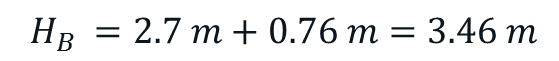 H_B = 2.7 m + 0.76 m = 3.46 m